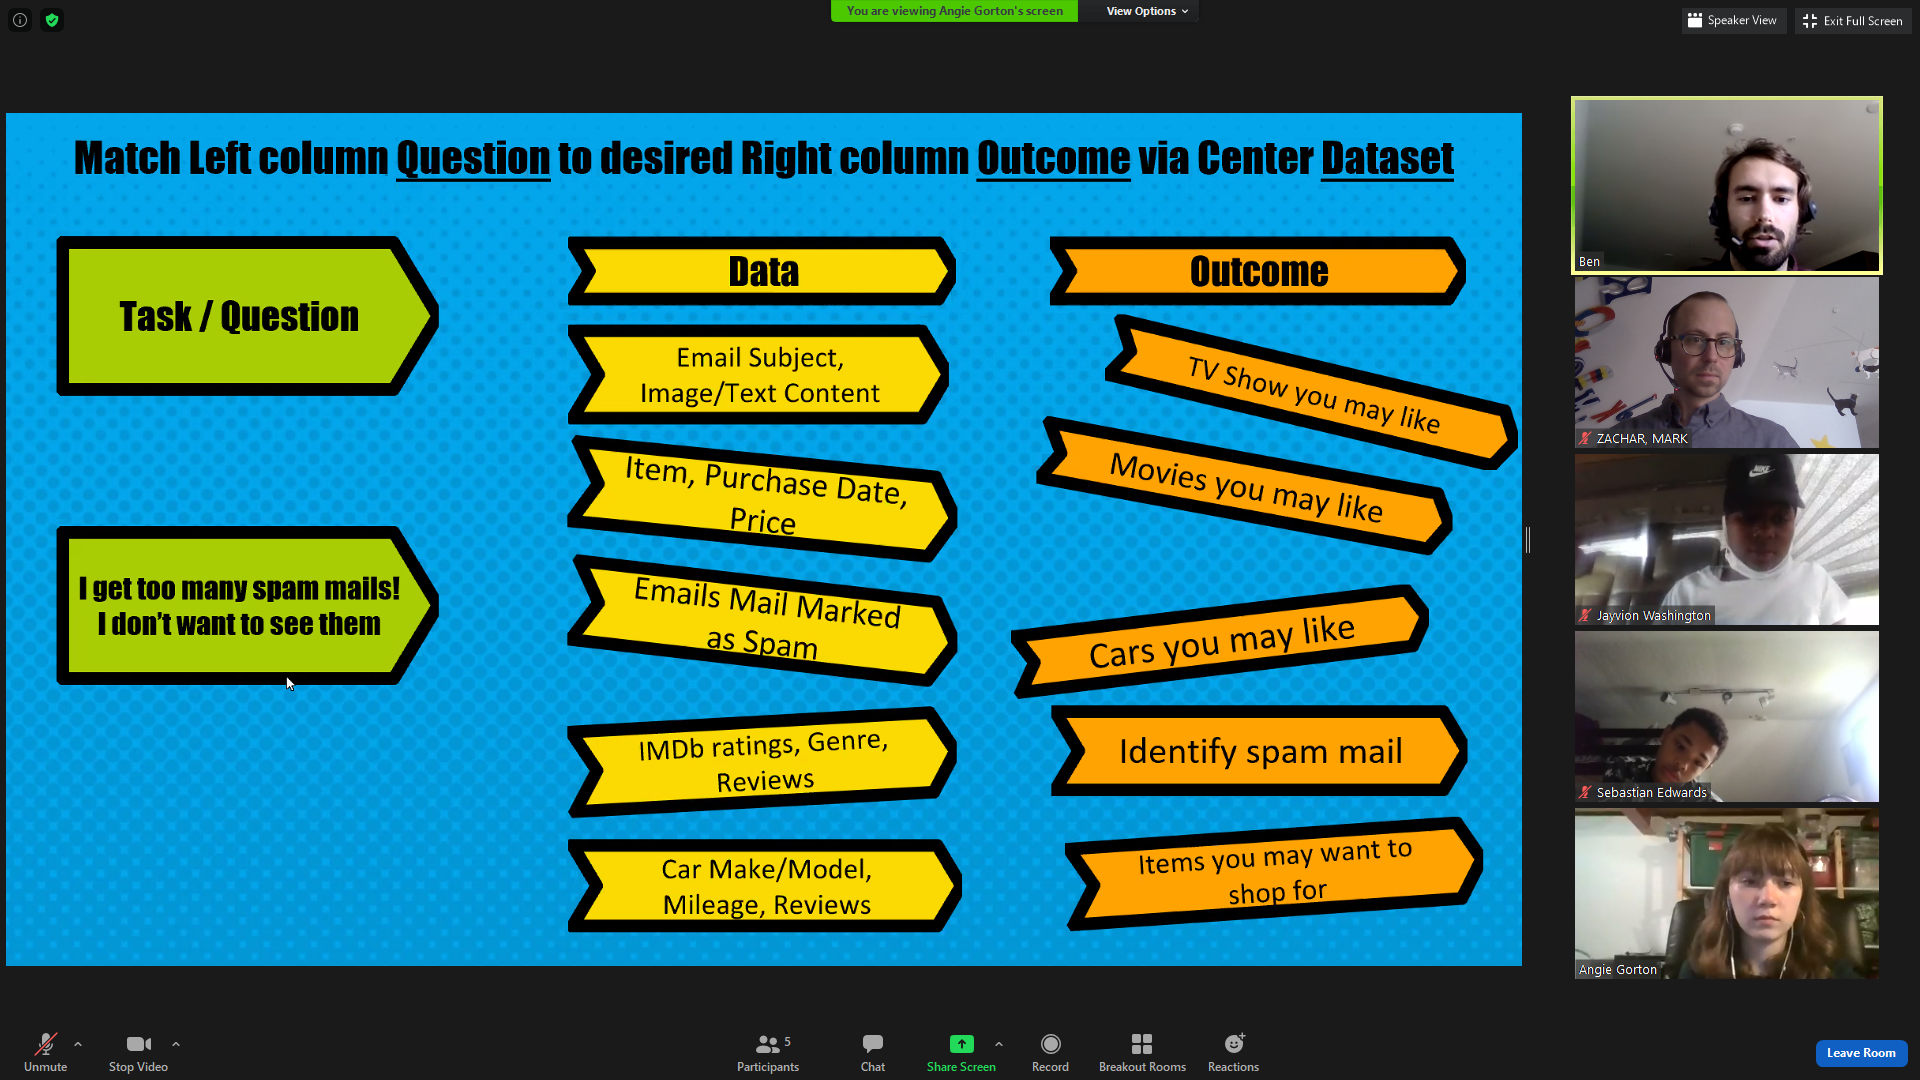 You are viewing Angie Gorton's screen
View Options
Speaker View
Exit Full Screen
Match Left column Question to desired Right column Outcome via Center Dataset
Task / Question
I get too many spam mails!
I don't want to see them
Data
Email Subject,
Image/Text Content
Item, Purchase Date,
Price
Emails Mail Marked
as Spam
IMDb ratings, Genre,
Reviews
Car Make/Model,
Mileage, Reviews
Outcome
TV Show you may like
Movies you may like
Cars you may like
Identify spam mail
Items you may want to
shop for
Ben
ZACHAR, MARK
Jayvion Washington
Sebastian Edwards
Angie Gorton
Unmute
Stop Video
5
Participants
Chat
Share Screen
Record
Breakout Rooms
Reactions
Leave Room